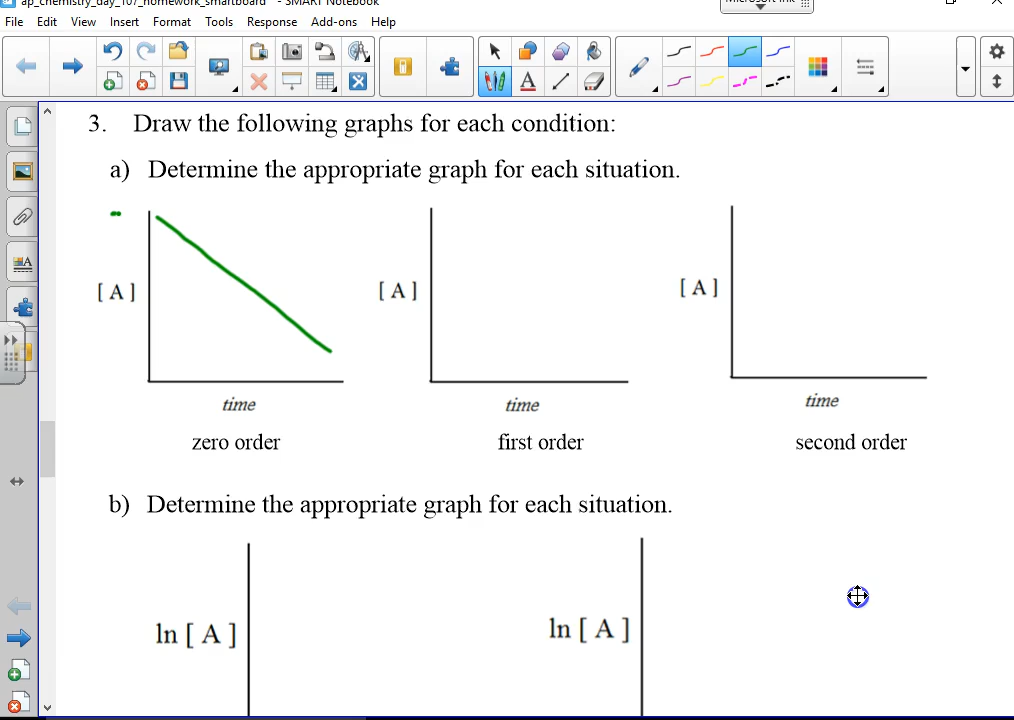 ap_chemistry_day_107_homework_smartboard - SMART Notebook
File Edit View Insert Format Tools Response Add-ons Help
3. Draw the following graphs for each condition:
a) Determine the appropriate graph for each situation.
[ A ] [ A ] [ A ]
time time time
zero order first order second order
b) Determine the appropriate graph for each situation.
ln [ A ] ln [ A ]